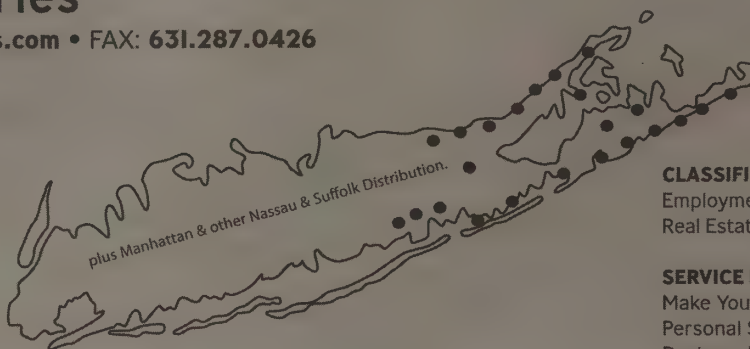 s.com • FAX: 631.287.0426
plus Manhattan & other Nassau & Suffolk Distribution.
CLASSIFI
Employme
Real Estat
SERVICE
Make You
Personal S